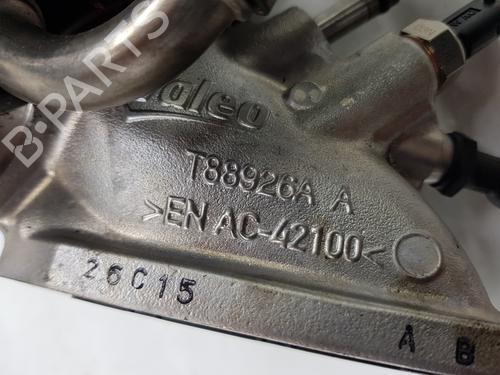 Valeo
T88926A A
>EN AC-42100<
26C15
A B
B-PARTS